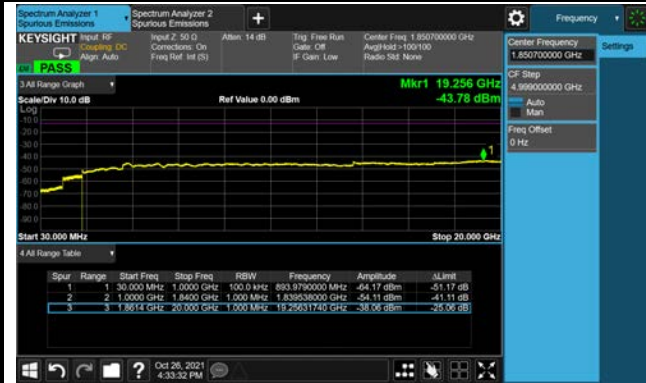 Spectrum Analyzer 1
Spurious Emissions
Spectrum Analyzer 2
Spurious Emissions
+
Frequency
KEYSIGHT
Input: RF
Coupling: DC
Align: Auto
Input Z: 50 Ω
Corrections: On
Freq Ref: Int (S)
Atten: 14 dB
Trig: Free Run
Gate: Off
IF Gain: Low
Center Freq: 1.850700000 GHz
Avg|Hold:>100/100
Radio Std: None
PASS
Center Frequency
1.850700000 GHz
Settings
CF Step
4.999000000 GHz
Auto
Man
Freq Offset
0 Hz
3 All Range Graph
Mkr1 19.256 GHz
Scale/Div 10.0 dB
Ref Value 0.00 dBm
-43.78 dBm
Log
-10.0
-20.0
-30.0
-40.0
-50.0
-60.0
-70.0
-80.0
-90.0
1
Start 30.000 MHz
Stop 20.000 GHz
4 All Range Table
Spur Range Start Freq Stop Freq RBW Frequency Amplitude ΔLimit
1 1 30.000 MHz 1.0000 GHz 100.0 kHz 893.9790000 MHz -64.17 dBm -51.17 dB
2 2 1.0000 GHz 1.8400 GHz 1.000 MHz 1.839538000 GHz -54.11 dBm -41.11 dB
3 3 1.8614 GHz 20.000 GHz 1.000 MHz 19.25631740 GHz -38.06 dBm -25.06 dB
?
Oct 26, 2021
4:33:32 PM